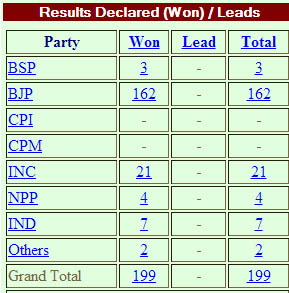 Results Declared (Won) / Leads
Party Won Lead Total
BSP 3 - 3
BJP 162 - 162
CPI - - -
CPM - - -
INC 21 - 21
NPP 4 - 4
IND 7 - 7
Others 2 - 2
Grand Total 199 - 199